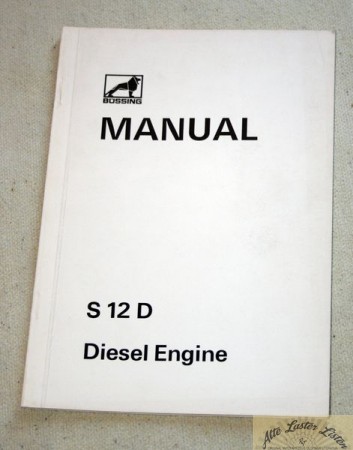 BÜSSING
MANUAL
S 12 D
Diesel Engine
Alte Laster Listen